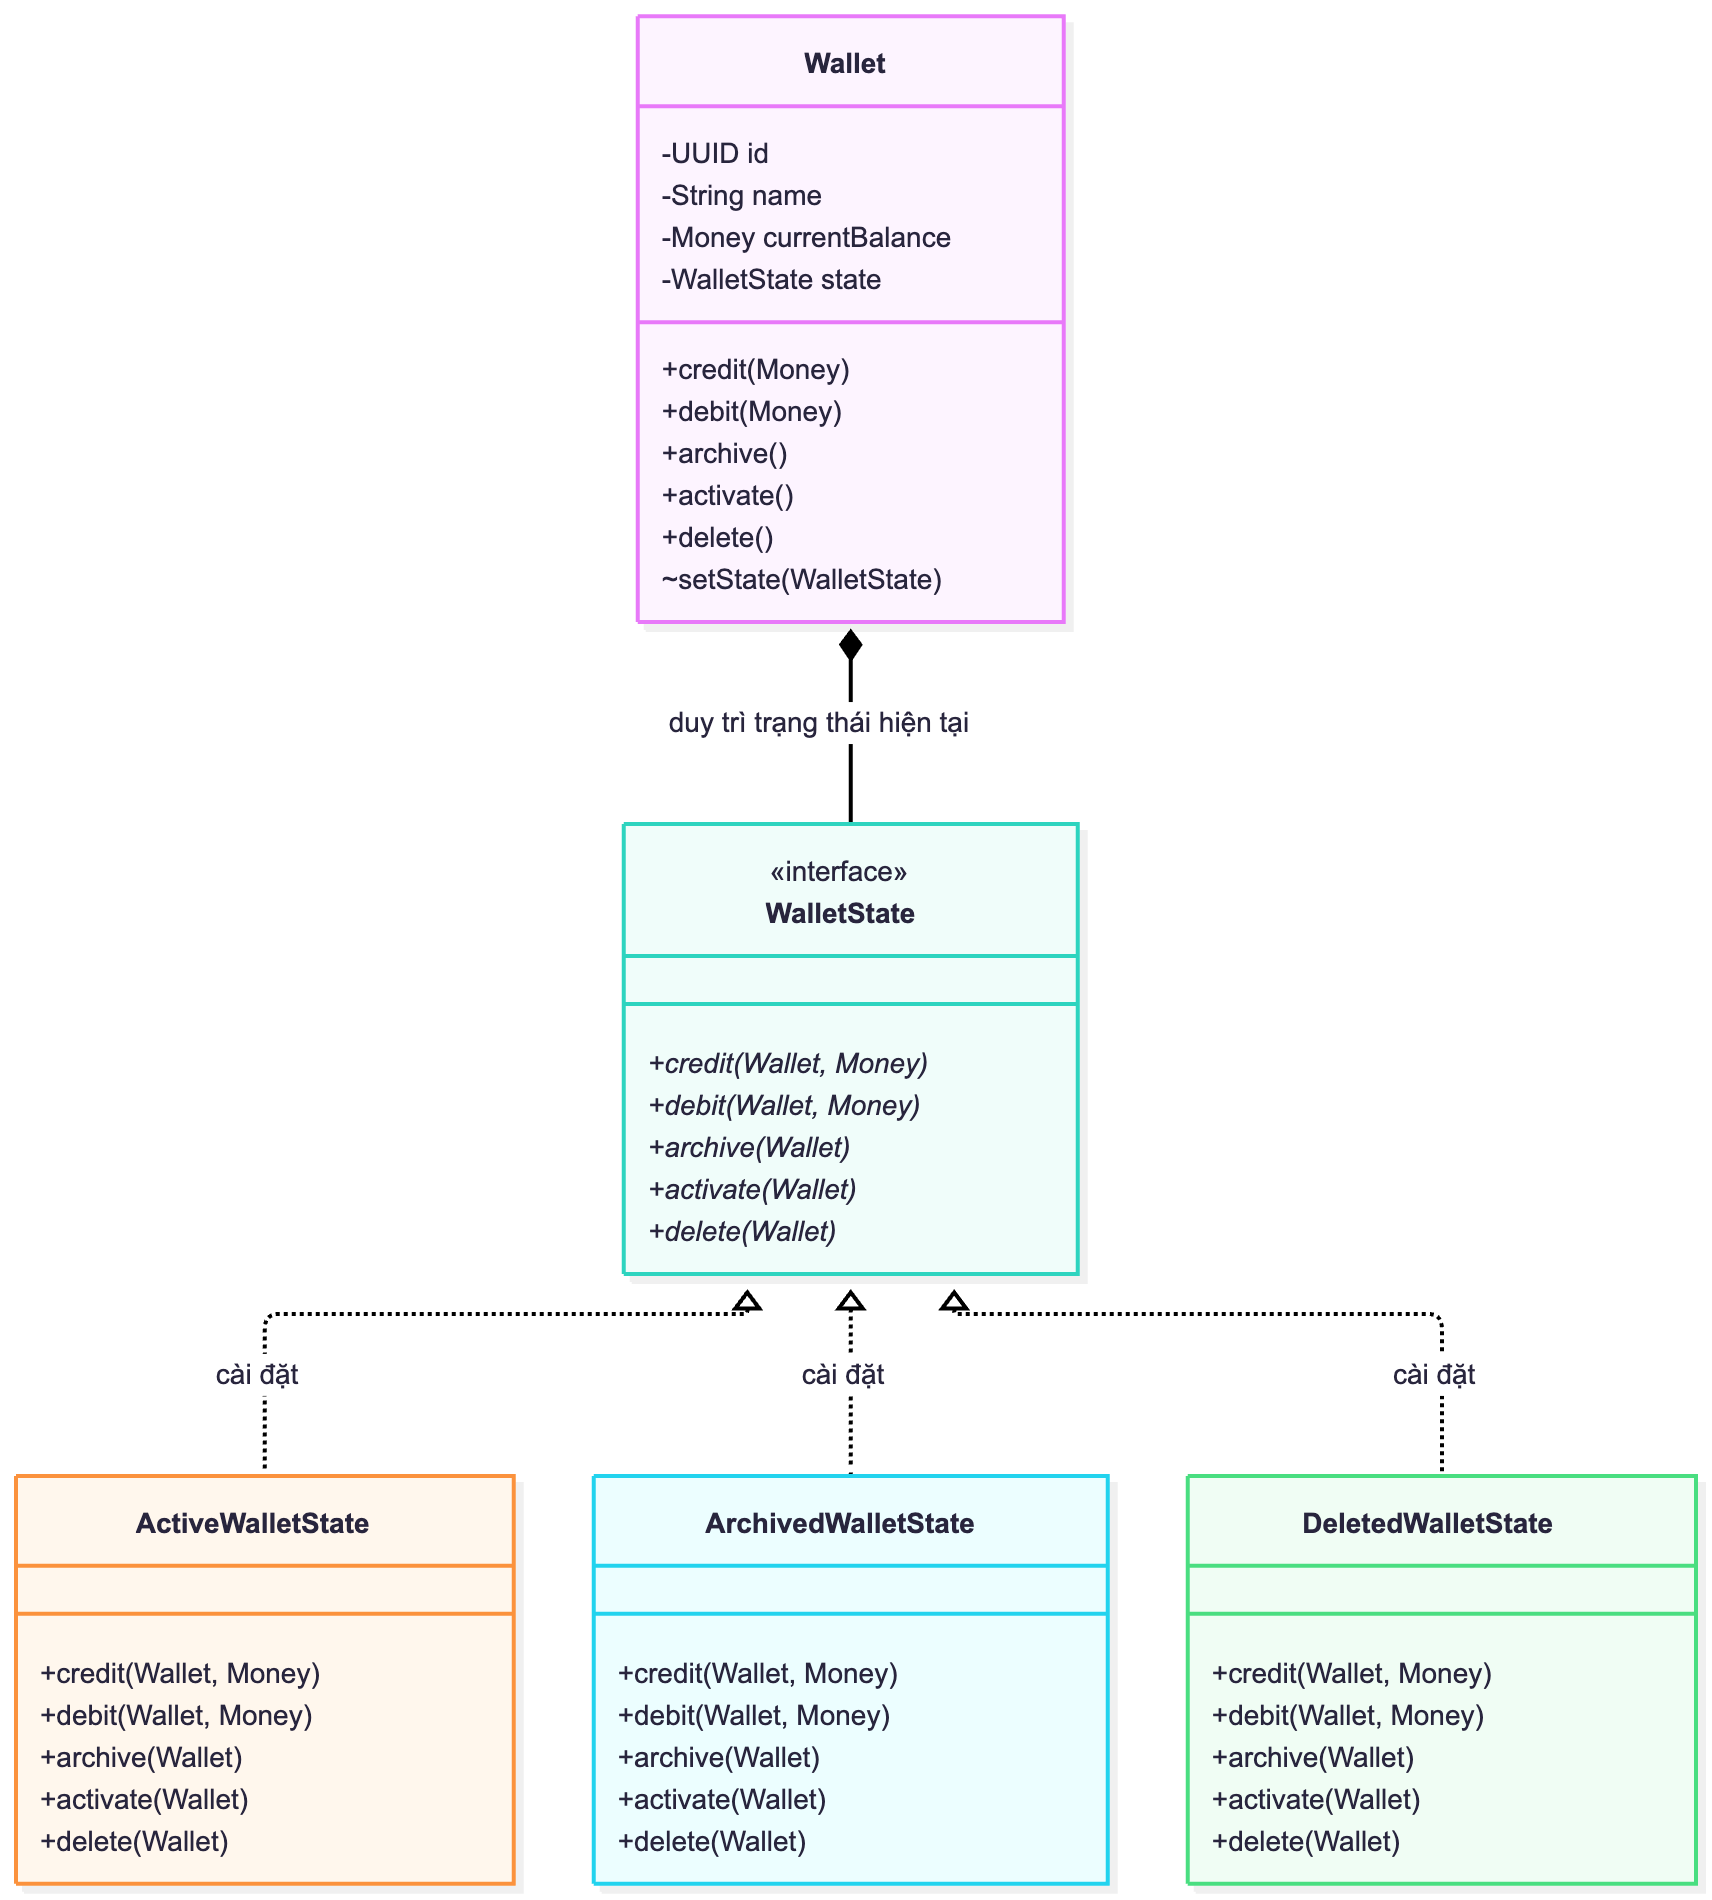 Wallet
-UUID id
-String name
-Money currentBalance
-WalletState state
+credit(Money)
+debit(Money)
+archive()
+activate()
+delete()
~setState(WalletState)
duy trì trạng thái hiện tại
«interface»
WalletState
+credit(Wallet, Money)
+debit(Wallet, Money)
+archive(Wallet)
+activate(Wallet)
+delete(Wallet)
cài đặt
cài đặt
cài đặt
ActiveWalletState
+credit(Wallet, Money)
+debit(Wallet, Money)
+archive(Wallet)
+activate(Wallet)
+delete(Wallet)
ArchivedWalletState
+credit(Wallet, Money)
+debit(Wallet, Money)
+archive(Wallet)
+activate(Wallet)
+delete(Wallet)
DeletedWalletState
+credit(Wallet, Money)
+debit(Wallet, Money)
+archive(Wallet)
+activate(Wallet)
+delete(Wallet)